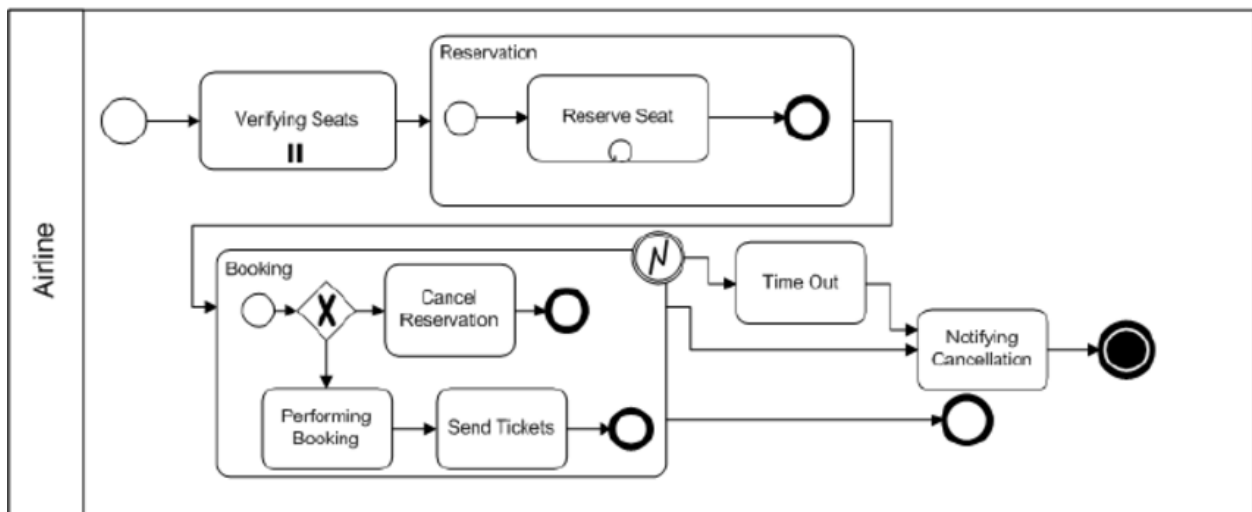 Airline
Verifying Seats
Reservation
Reserve Seat
Booking
Cancel
Reservation
Time Out
Notifying
Cancellation
Performing
Booking
Send Tickets